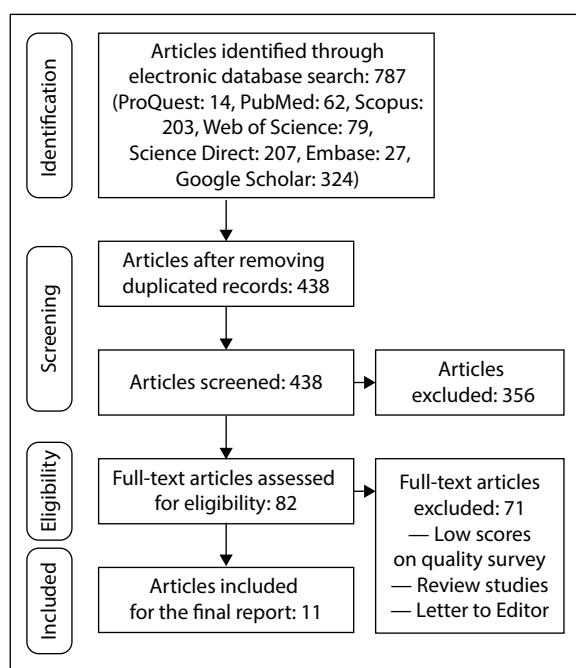 Identification
Articles identified through
electronic database search: 787
(ProQuest: 14, PubMed: 62, Scopus:
203, Web of Science: 79,
Science Direct: 207, Embase: 27,
Google Scholar: 324)
Screening
Articles after removing
duplicated records: 438
Articles screened: 438
Articles
excluded: 356
Eligibility
Full-text articles assessed
for eligibility: 82
Full-text articles
excluded: 71
— Low scores
on quality survey
— Review studies
— Letter to Editor
Included
Articles included
for the final report: 11